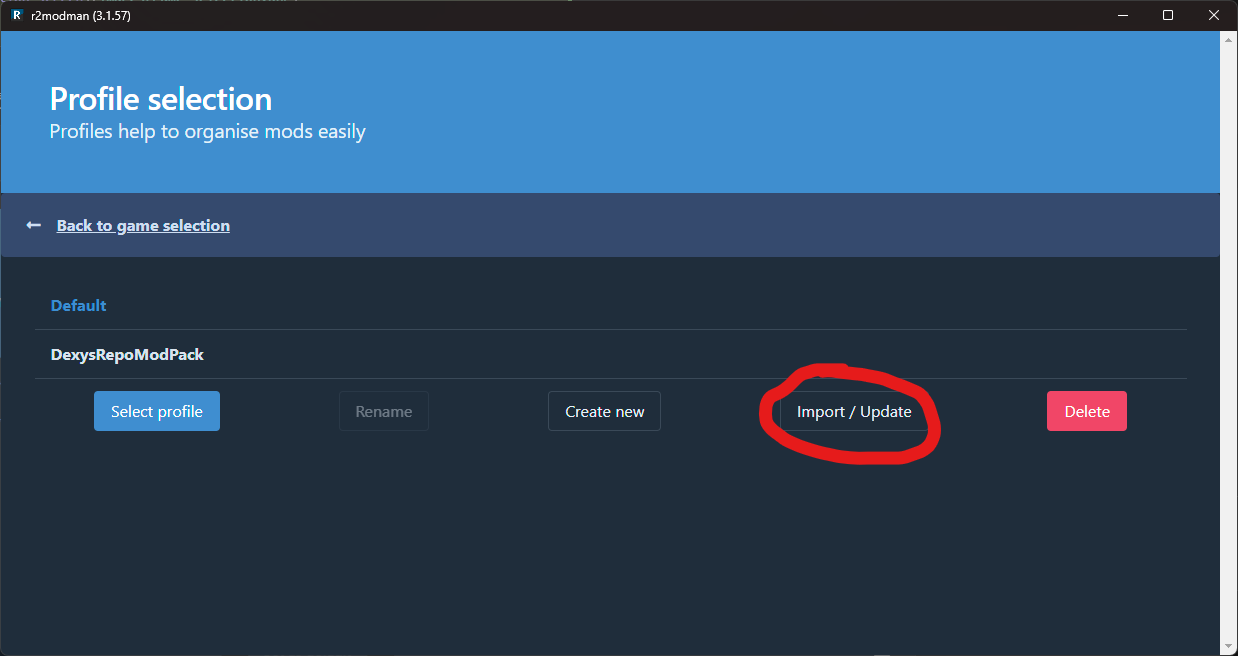 R r2modman (3.1.57)
Profile selection
Profiles help to organise mods easily
Back to game selection
Default
DexysRepoModPack
Select profile Rename Create new Import / Update Delete